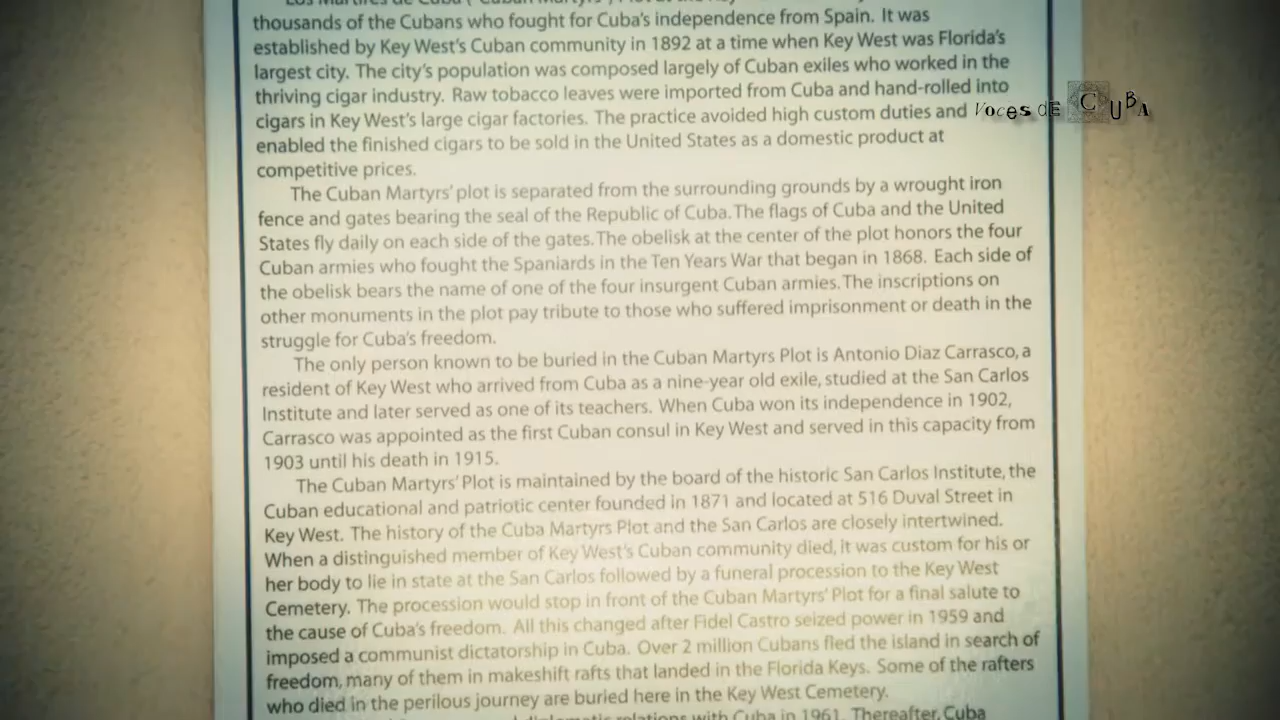 thousands of the Cubans who fought for Cuba's independence from Spain. It was
established by Key West's Cuban community in 1892 at a time when Key West was Florida's
largest city. The city's population was composed largely of Cuban exiles who worked in the
thriving cigar industry. Raw tobacco leaves were imported from Cuba and hand-rolled into
cigars in Key West's large cigar factories. The practice avoided high custom duties and
enabled the finished cigars to be sold in the United States as a domestic product at
competitive prices.
The Cuban Martyrs' plot is separated from the surrounding grounds by a wrought iron
fence and gates bearing the seal of the Republic of Cuba. The flags of Cuba and the United
States fly daily on each side of the gates. The obelisk at the center of the plot honors the four
Cuban armies who fought the Spaniards in the Ten Years War that began in 1868. Each side of
the obelisk bears the name of one of the four insurgent Cuban armies. The inscriptions on
other monuments in the plot pay tribute to those who suffered imprisonment or death in the
struggle for Cuba's freedom.
The only person known to be buried in the Cuban Martyrs Plot is Antonio Diaz Carrasco, a
resident of Key West who arrived from Cuba as a nine-year old exile, studied at the San Carlos
Institute and later served as one of its teachers. When Cuba won its independence in 1902,
Carrasco was appointed as the first Cuban consul in Key West and served in this capacity from
1903 until his death in 1915.
The Cuban Martyrs' Plot is maintained by the board of the historic San Carlos Institute, the
Cuban educational and patriotic center founded in 1871 and located at 516 Duval Street in
Key West. The history of the Cuba Martyrs Plot and the San Carlos are closely intertwined.
When a distinguished member of Key West's Cuban community died, it was custom for his or
her body to lie in state at the San Carlos followed by a funeral procession to the Key West
Cemetery. The procession would stop in front of the Cuban Martyrs' Plot for a final salute to
the cause of Cuba's freedom. All this changed after Fidel Castro seized power in 1959 and
imposed a communist dictatorship in Cuba. Over 2 million Cubans fled the island in search of
freedom, many of them in makeshift rafts that landed in the Florida Keys. Some of the rafters
who died in the perilous journey are buried here in the Key West Cemetery.
diplomatic relations with Cuba in 1961. Thereafter, Cuba
Voces de CUBA